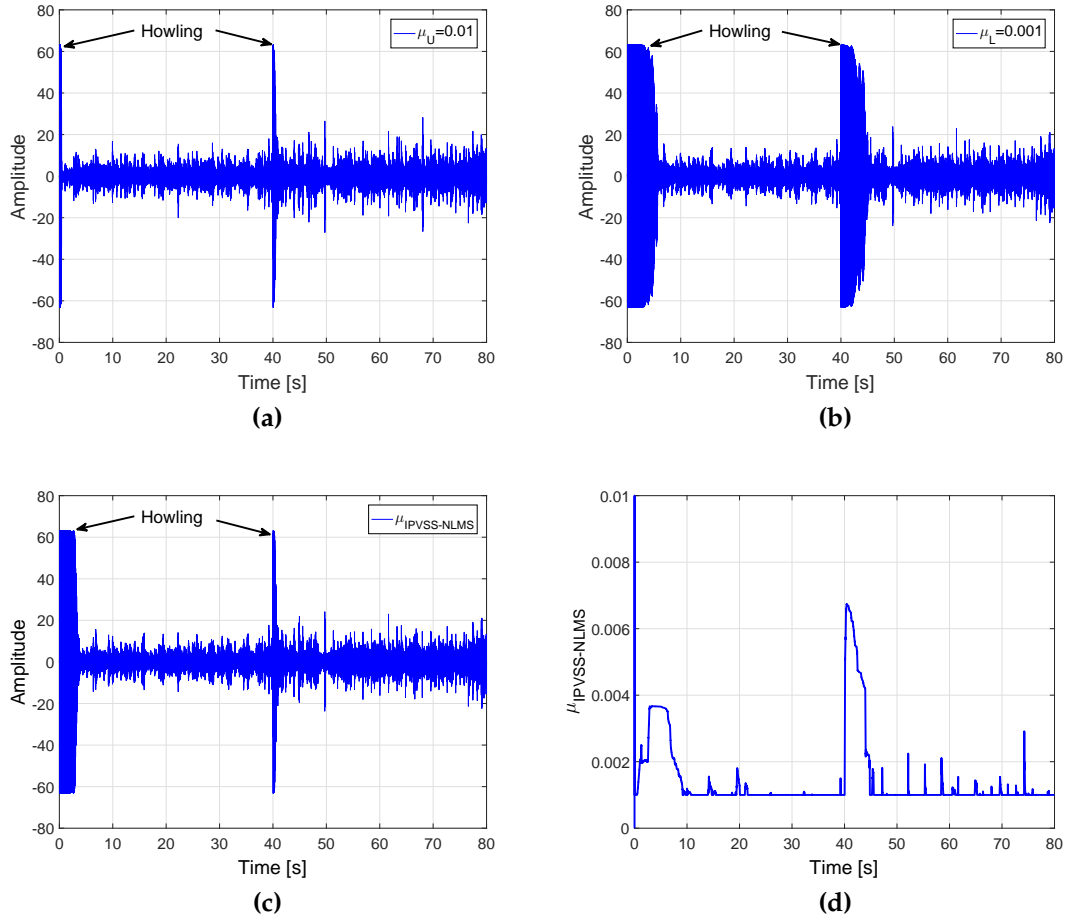 Howling
μU=0.01
80
60
40
20
0
-20
-40
-60
-80
Amplitude
0 10 20 30 40 50 60 70 80
Time [s]
(a)
Howling
μL=0.001
80
60
40
20
0
-20
-40
-60
-80
Amplitude
0 10 20 30 40 50 60 70 80
Time [s]
(b)
Howling
μIPVSS-NLMS
80
60
40
20
0
-20
-40
-60
-80
Amplitude
0 10 20 30 40 50 60 70 80
Time [s]
(c)
0.01
0.008
0.006
0.004
0.002
0
μIPVSS-NLMS
0 10 20 30 40 50 60 70 80
Time [s]
(d)